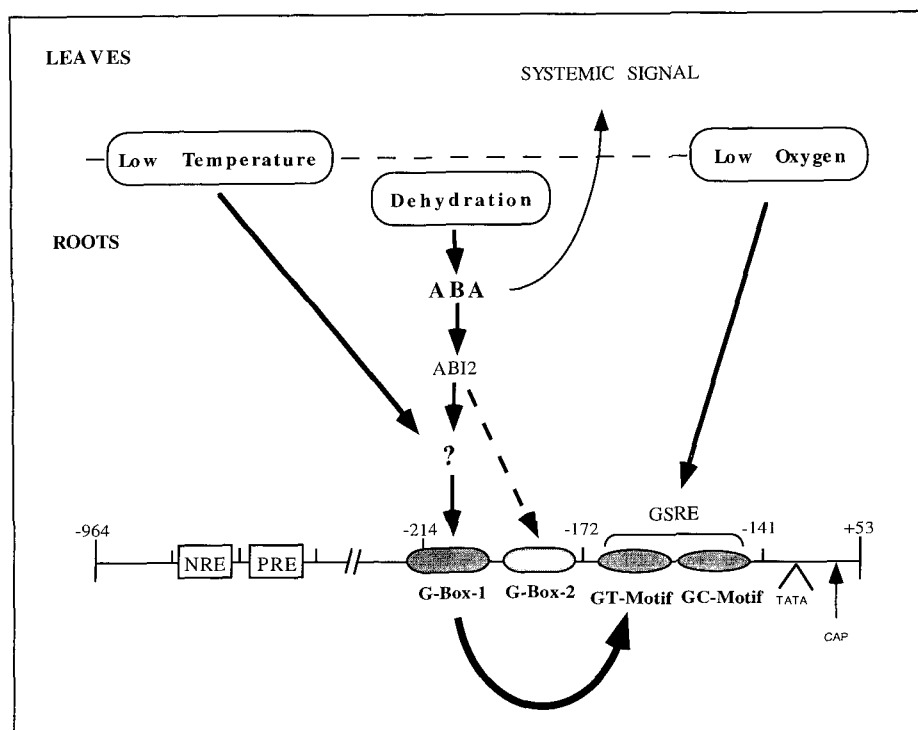 LEAVES
SYSTEMIC SIGNAL
Low Temperature
Low Oxygen
Dehydration
ROOTS
ABA
ABI2
?
GSRE
-964
-214
-172
-141
+53
NRE
PRE
//
G-Box-1
G-Box-2
GT-Motif
GC-Motif
TATA
CAP